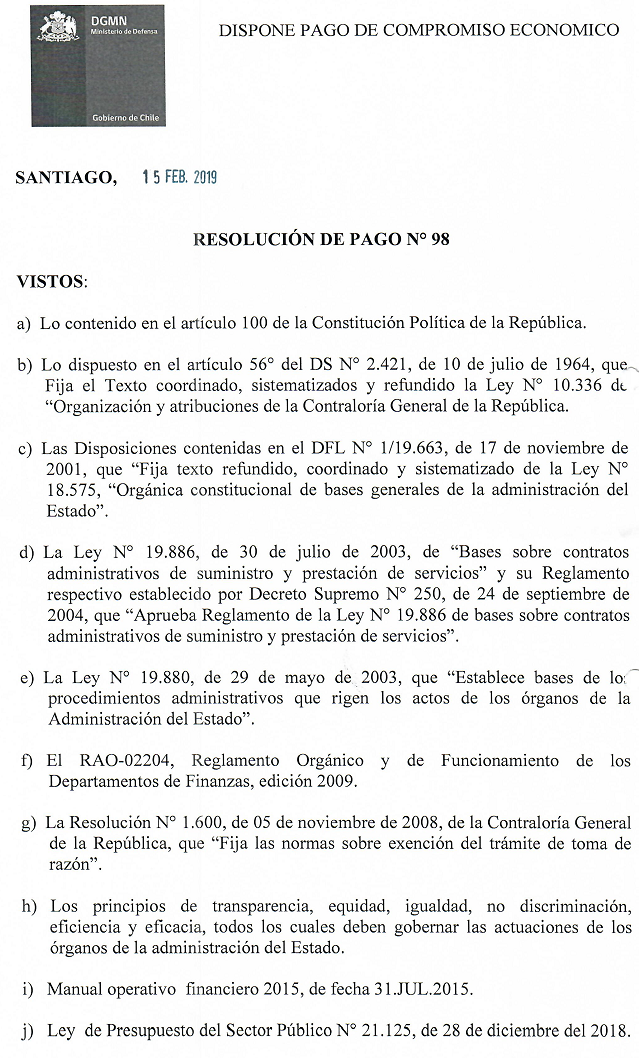 DGMN
Ministerio de Defensa
Gobierno de Chile
DISPONE PAGO DE COMPROMISO ECONOMICO
SANTIAGO, 15 FEB. 2019
RESOLUCIÓN DE PAGO N° 98
VISTOS:
a) Lo contenido en el artículo 100 de la Constitución Política de la República.
b) Lo dispuesto en el artículo 56° del DS N° 2.421, de 10 de julio de 1964, que
Fija el Texto coordinado, sistematizados y refundido la Ley N° 10.336 de
“Organización y atribuciones de la Contraloría General de la República.
c) Las Disposiciones contenidas en el DFL N° 1/19.663, de 17 de noviembre de
2001, que “Fija texto refundido, coordinado y sistematizado de la Ley N°
18.575, “Orgánica constitucional de bases generales de la administración del
Estado”.
d) La Ley N° 19.886, de 30 de julio de 2003, de “Bases sobre contratos
administrativos de suministro y prestación de servicios” y su Reglamento
respectivo establecido por Decreto Supremo N° 250, de 24 de septiembre de
2004, que “Aprueba Reglamento de la Ley N° 19.886 de bases sobre contratos
administrativos de suministro y prestación de servicios”.
e) La Ley N° 19.880, de 29 de mayo de 2003, que “Establece bases de los
procedimientos administrativos que rigen los actos de los órganos de la
Administración del Estado”.
f) El RAO-02204, Reglamento Orgánico y de Funcionamiento de los
Departamentos de Finanzas, edición 2009.
g) La Resolución N° 1.600, de 05 de noviembre de 2008, de la Contraloría General
de la República, que “Fija las normas sobre exención del trámite de toma de
razón”.
h) Los principios de transparencia, equidad, igualdad, no discriminación,
eficiencia y eficacia, todos los cuales deben gobernar las actuaciones de los
órganos de la administración del Estado.
i) Manual operativo financiero 2015, de fecha 31.JUL.2015.
j) Ley de Presupuesto del Sector Público N° 21.125, de 28 de diciembre del 2018.